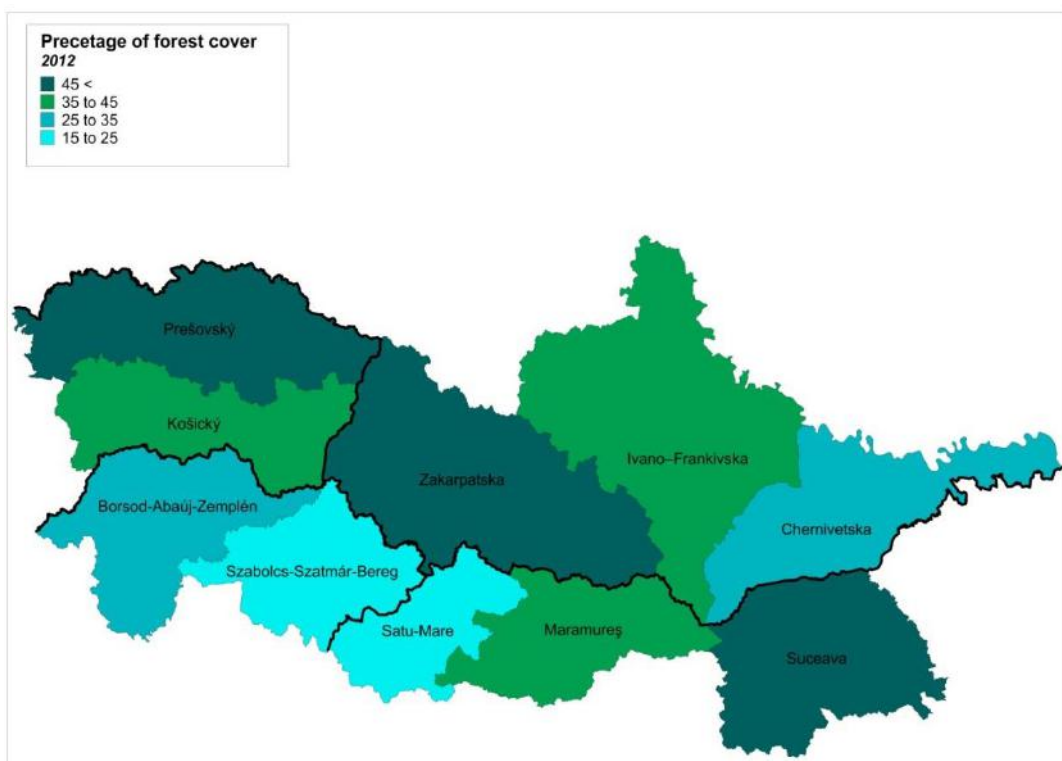 Precetage of forest cover
2012
45 <
35 to 45
25 to 35
15 to 25
Prešovský
Košický
Ivano–Frankivska
Zakarpatska
Borsod-Abaúj-Zemplén
Chernivetska
Szabolcs-Szatmár-Bereg
Satu-Mare
Maramureş
Suceava